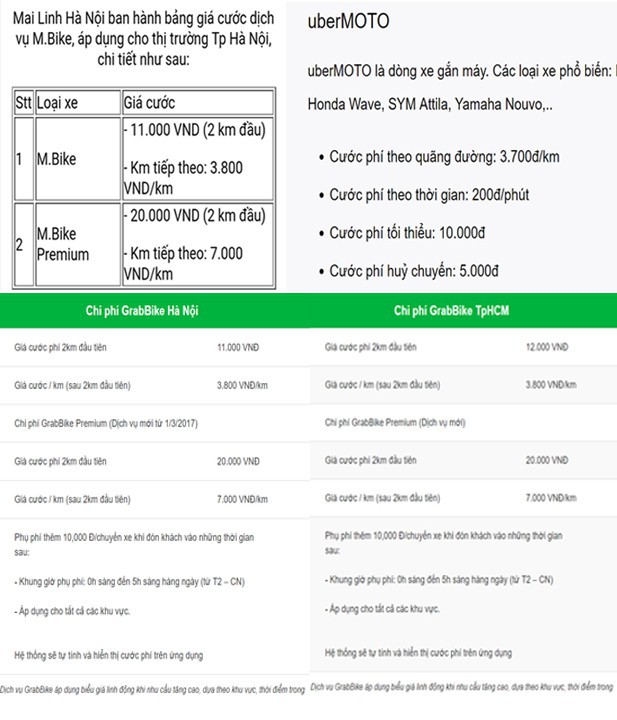 Mai Linh Hà Nội ban hành bảng giá cước dịch
vụ M.Bike, áp dụng cho thị trường Tp Hà Nội,
chi tiết như sau:
Stt Loại xe Giá cước
1 M.Bike - 11.000 VND (2 km đầu)
- Km tiếp theo: 3.800
VND/km
2 M.Bike Premium - 20.000 VND (2 km đầu)
- Km tiếp theo: 7.000
VND/km
uberMOTO
uberMOTO là dòng xe gắn máy. Các loại xe phổ biến:
Honda Wave, SYM Attila, Yamaha Nouvo,..
• Cước phí theo quãng đường: 3.700đ/km
• Cước phí theo thời gian: 200đ/phút
• Cước phí tối thiểu: 10.000đ
• Cước phí huỷ chuyến: 5.000đ
Chi phí GrabBike Hà Nội
Giá cước phí 2km đầu tiên 11.000 VNĐ
Giá cước / km (sau 2km đầu tiên) 3.800 VNĐ/km
Chi phí GrabBike Premium (Dịch vụ mới từ 1/3/2017)
Giá cước phí 2km đầu tiên 20.000 VNĐ
Giá cước / km (sau 2km đầu tiên) 7.000 VNĐ/km
Phụ phí thêm 10,000 Đ/chuyến xe khi đón khách vào những thời gian
sau:
- Khung giờ phụ phí: 0h sáng đến 5h sáng hàng ngày (từ T2 – CN)
- Áp dụng cho tất cả các khu vực.
Hệ thống sẽ tự tính và hiển thị cước phí trên ứng dụng
Dịch vụ GrabBike áp dụng biểu giá linh động khi nhu cầu tăng cao, dựa theo khu vực, thời điểm trong
Chi phí GrabBike TpHCM
Giá cước phí 2km đầu tiên 12.000 VNĐ
Giá cước / km (sau 2km đầu tiên) 3.800 VNĐ/km
Chi phí GrabBike Premium (Dịch vụ mới)
Giá cước phí 2km đầu tiên 20.000 VNĐ
Giá cước / km (sau 2km đầu tiên) 7.000 VNĐ/km
Phụ phí thêm 10,000 Đ/chuyến xe khi đón khách vào những thời gian
sau:
- Khung giờ phụ phí: 0h sáng đến 5h sáng hàng ngày (từ T2 – CN)
- Áp dụng cho tất cả các khu vực.
Hệ thống sẽ tự tính và hiển thị cước phí trên ứng dụng
Dịch vụ GrabBike áp dụng biểu giá linh động khi nhu cầu tăng cao, dựa theo khu vực, thời điểm trong